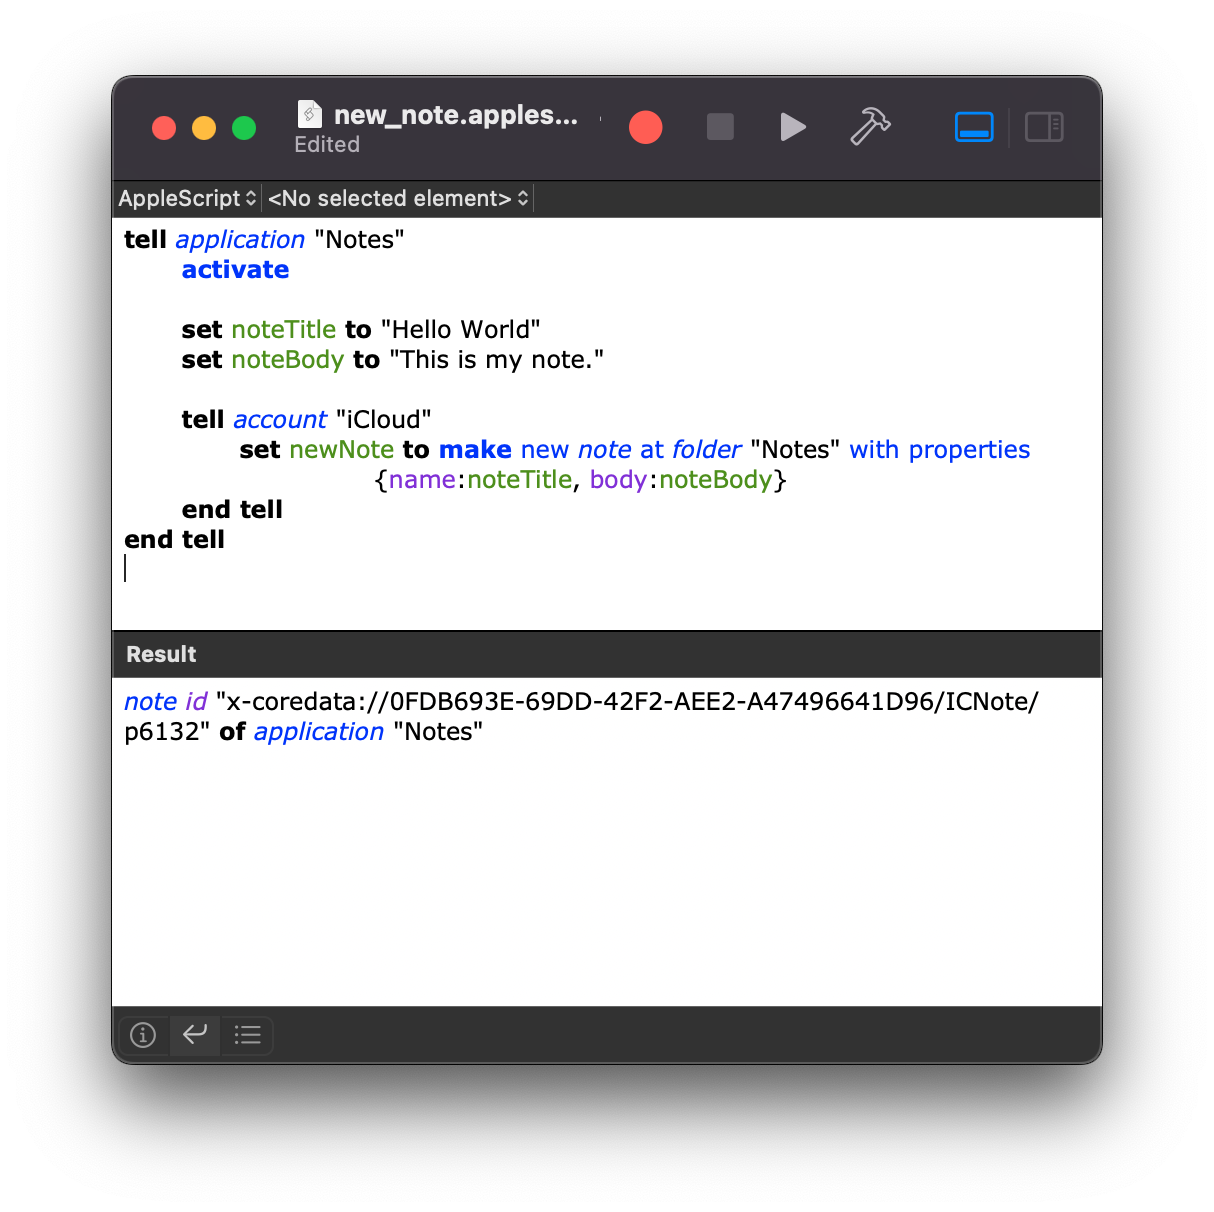 new_note.apples...
Edited
AppleScript <No selected element>
tell application "Notes"
activate
set noteTitle to "Hello World"
set noteBody to "This is my note."
tell account "iCloud"
set newNote to make new note at folder "Notes" with properties
{name:noteTitle, body:noteBody}
end tell
end tell
Result
note id "x-coredata://0FDB693E-69DD-42F2-AEE2-A47496641D96/ICNote/
p6132" of application "Notes"